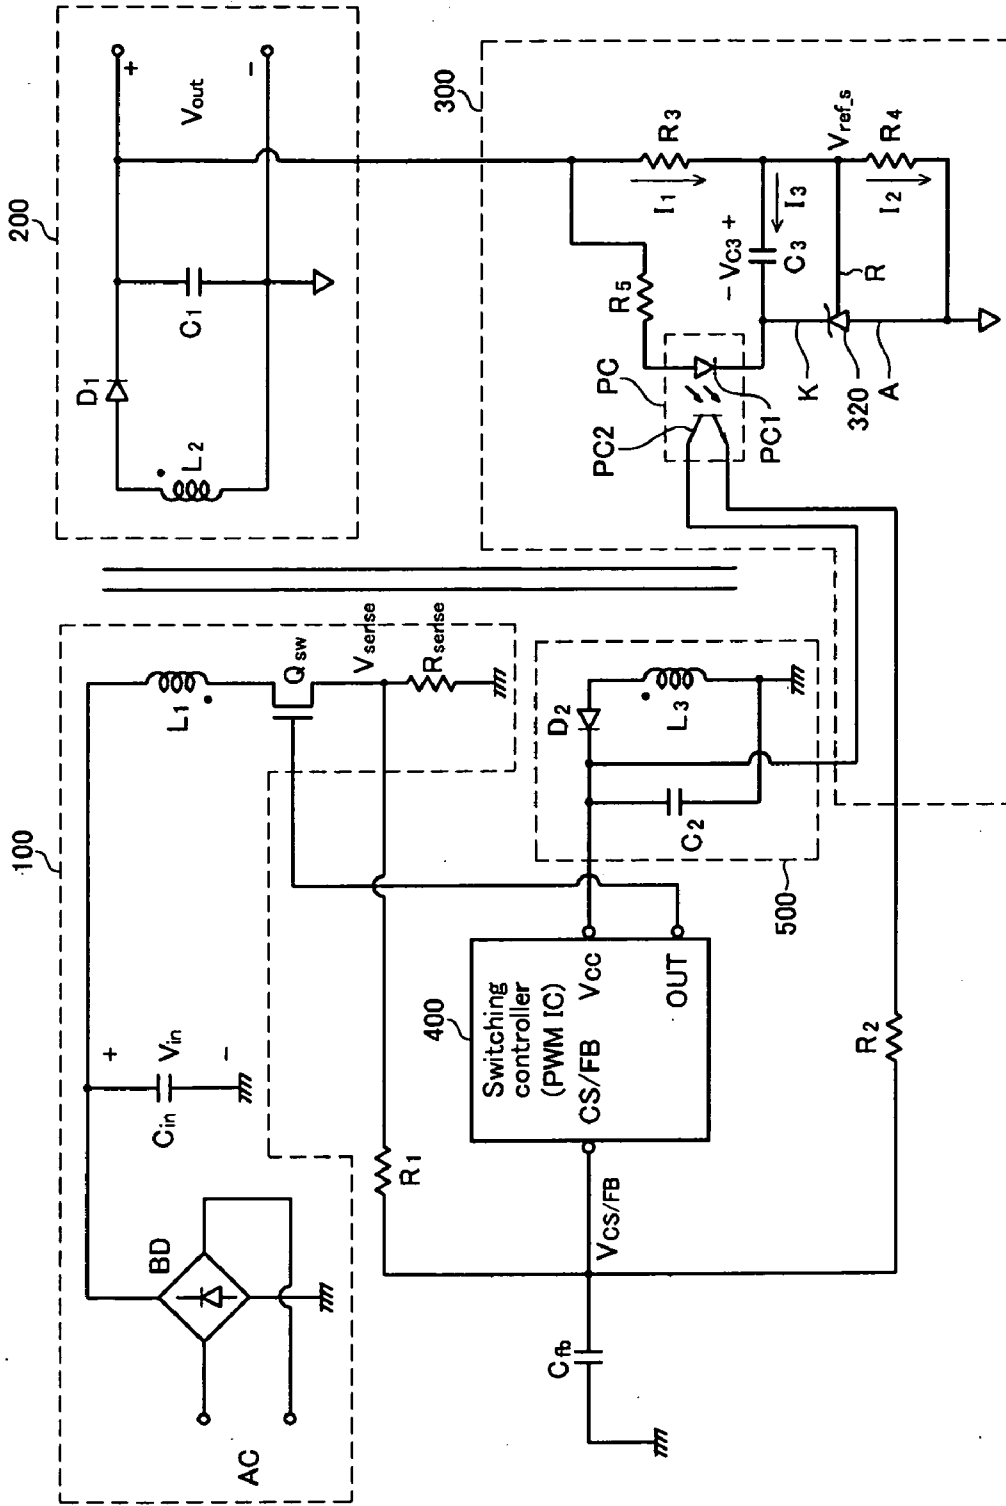 100
AC
BD
Cin
+
Vin
-
L1
Qsw
Vsense
Rsense
R1
200
L2
D1
C1
+
Vout
-
400
Switching
controller
(PWM IC)
CS/FB
Vcc
OUT
VCS/FB
Cfb
500
D2
L3
C2
R2
300
PC
PC2
PC1
R5
R3
I1
- VC3 +
C3
I3
Vref_s
R4
I2
R
K
320
A